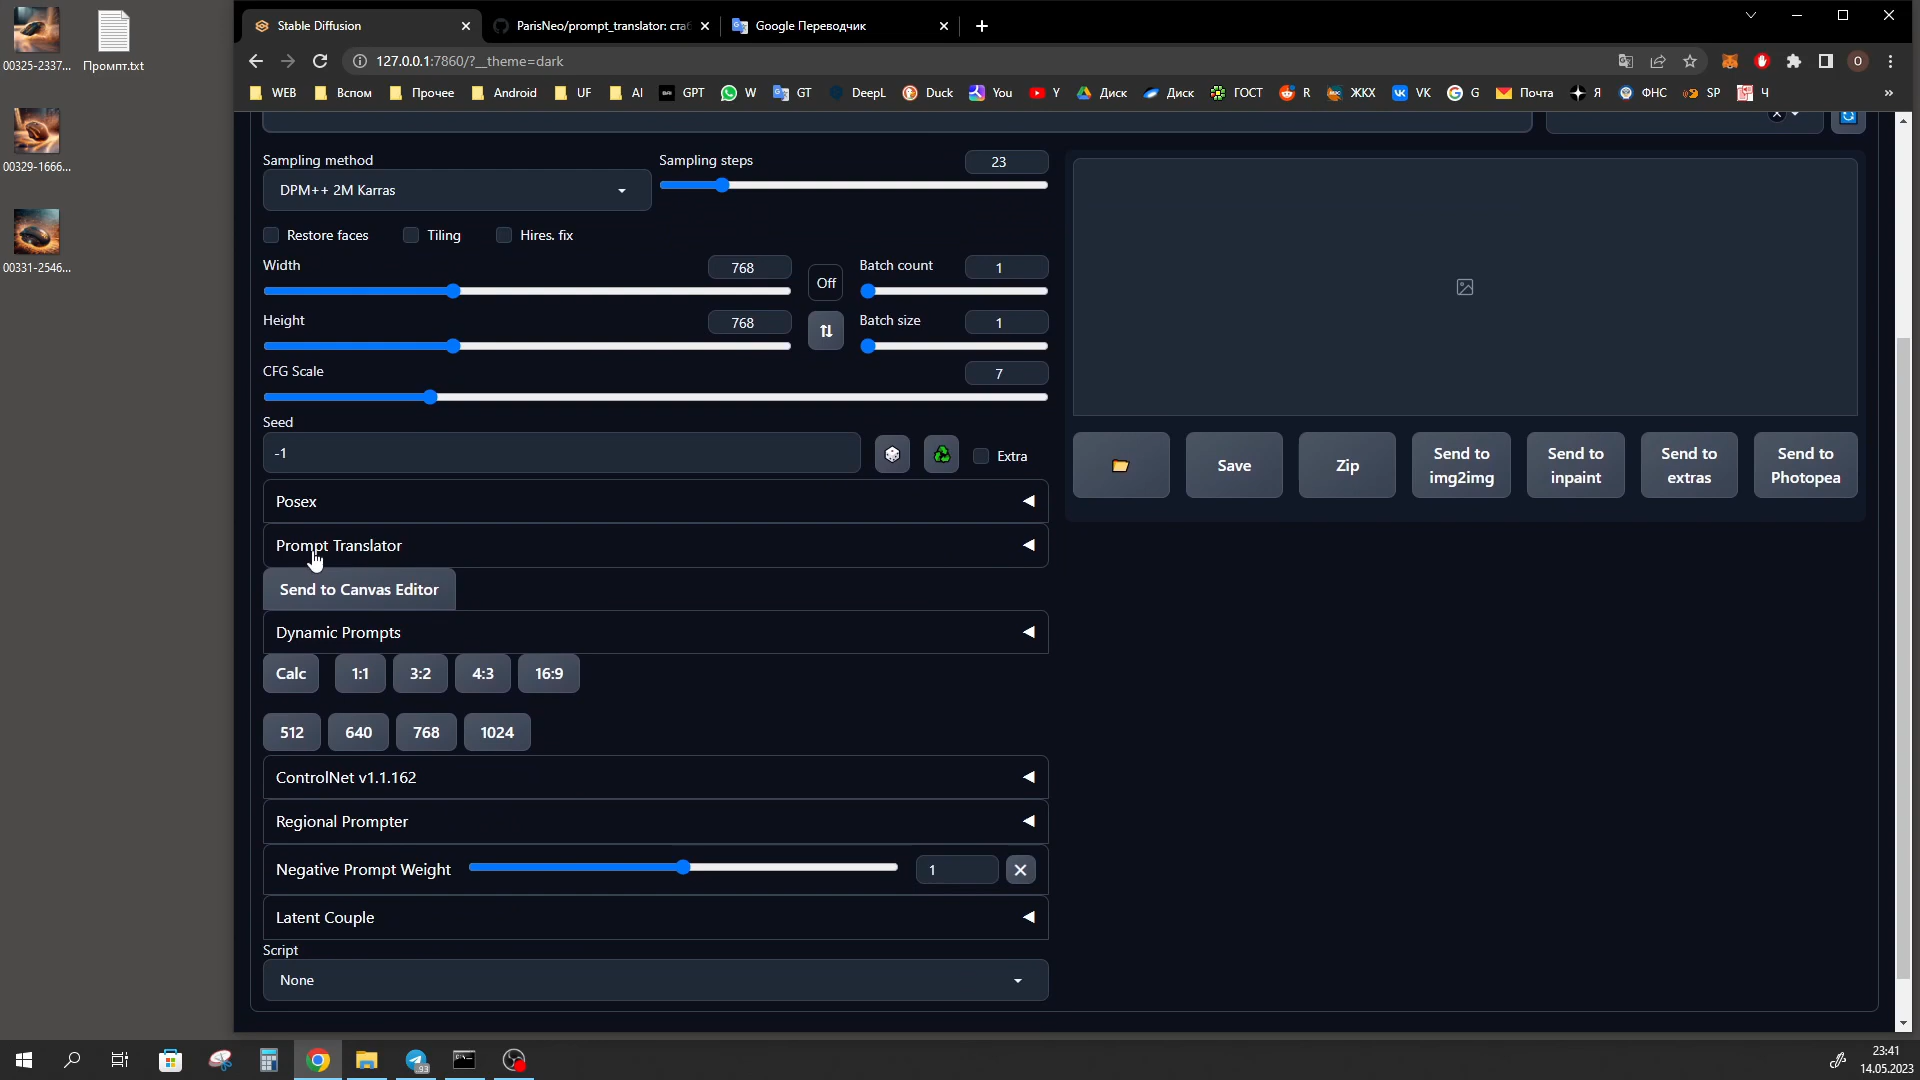 Stable Diffusion
ParisNeo/prompt_translator: ста
Google Переводчик
127.0.0.1:7860/?__theme=dark
WEB
Вспом
Прочее
Android
UF
AI
GPT
W
GT
DeepL
Duck
You
Y
Диск
Диск
ГОСТ
R
ЖКХ
VK
G
Почта
Я
ФНС
SP
Ч
»
00325-2337...
Промпт.txt
00329-1666...
00331-2546...
Sampling method
Sampling steps
23
DPM++ 2M Karras
Restore faces
Tiling
Hires. fix
Width
768
Off
Batch count
1
Height
768
Batch size
1
CFG Scale
7
Seed
-1
Extra
Save
Zip
Send to
img2img
Send to
inpaint
Send to
extras
Send to
Photopea
Posex
Prompt Translator
Send to Canvas Editor
Dynamic Prompts
Calc
1:1
3:2
4:3
16:9
512
640
768
1024
ControlNet v1.1.162
Regional Prompter
Negative Prompt Weight
1
Latent Couple
Script
None
93
23:41
14.05.2023